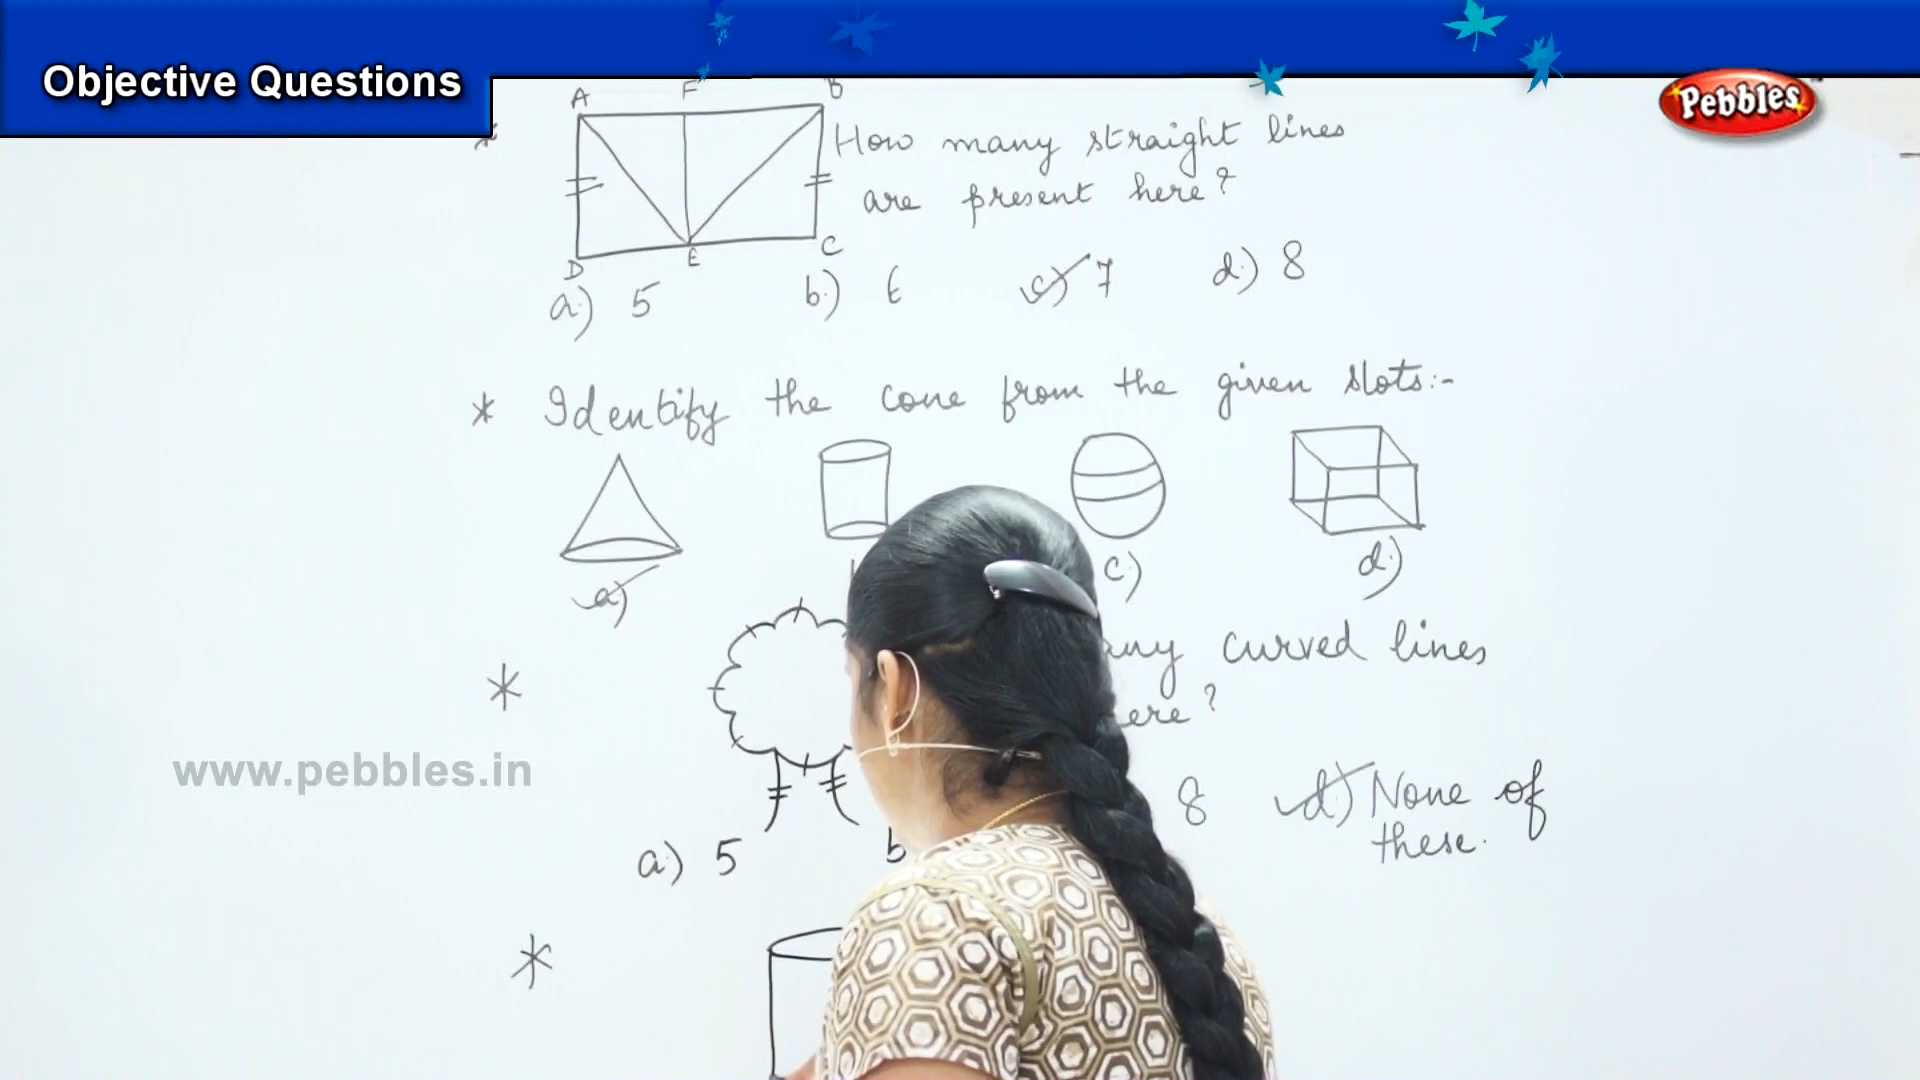 Objective Questions
Pebbles
A F B
* How many straight lines
are present here?
D E C
a.) 5 b.) 6 c) 7 d.) 8
* Identify the cone from the given slots:-
a) c.) d.)
* curved lines
?
8 d) None of
these.
a.) 5 b
*
www.pebbles.in